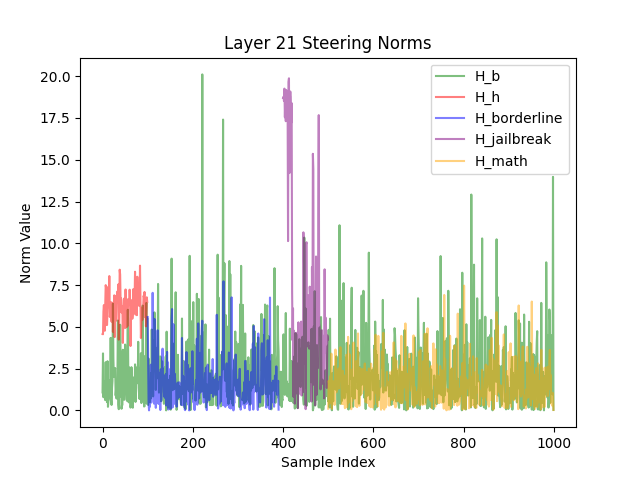 Layer 21 Steering Norms
Norm Value
20.0
17.5
15.0
12.5
10.0
7.5
5.0
2.5
0.0
H_b
H_h
H_borderline
H_jailbreak
H_math
0
200
400
600
800
1000
Sample Index